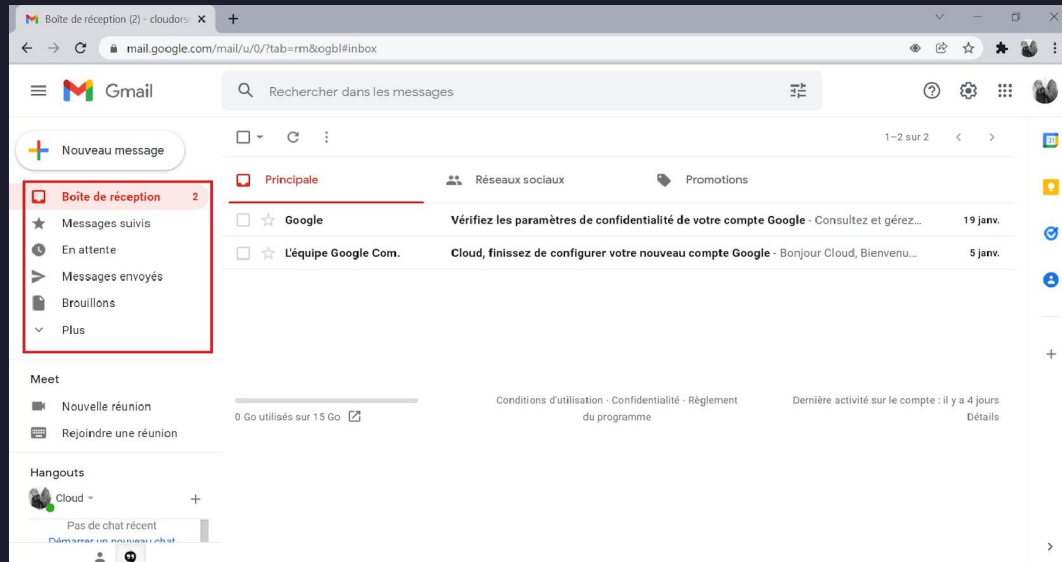 Boîte de réception (2) - cloudors
mail.google.com/mail/u/0/?tab=rm&ogbl#inbox
Gmail
Rechercher dans les messages
Nouveau message
1–2 sur 2
31
Boîte de réception 2
Messages suivis
En attente
Messages envoyés
Brouillons
Plus
Principale
Réseaux sociaux
Promotions
Google Vérifiez les paramètres de confidentialité de votre compte Google - Consultez et gérez... 19 janv.
L'équipe Google Com. Cloud, finissez de configurer votre nouveau compte Google - Bonjour Cloud, Bienvenu... 5 janv.
Meet
Nouvelle réunion
Rejoindre une réunion
Hangouts
Cloud
Pas de chat récent
Démarrer un nouveau chat
0 Go utilisés sur 15 Go
Conditions d'utilisation · Confidentialité · Règlement
du programme
Dernière activité sur le compte : il y a 4 jours
Détails